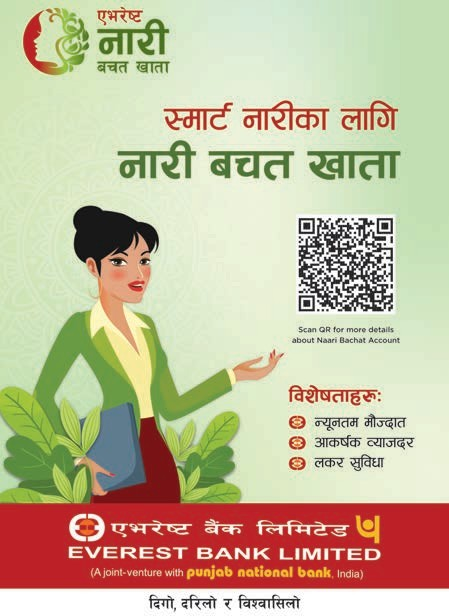 एभरेष्ट
नारी
बचत खाता
स्मार्ट नारीका लागि
नारी बचत खाता
Scan QR for more details
about Naari Bachat Account
विशेषताहरु:
न्यूनतम मौज्दात
आकर्षक व्याजदर
लकर सुविधा
एभरेष्ट बैंक लिमिटेड
EVEREST BANK LIMITED
(A joint-venture with punjab national bank, India)
दिगो, दरिलो र विश्वासिलो